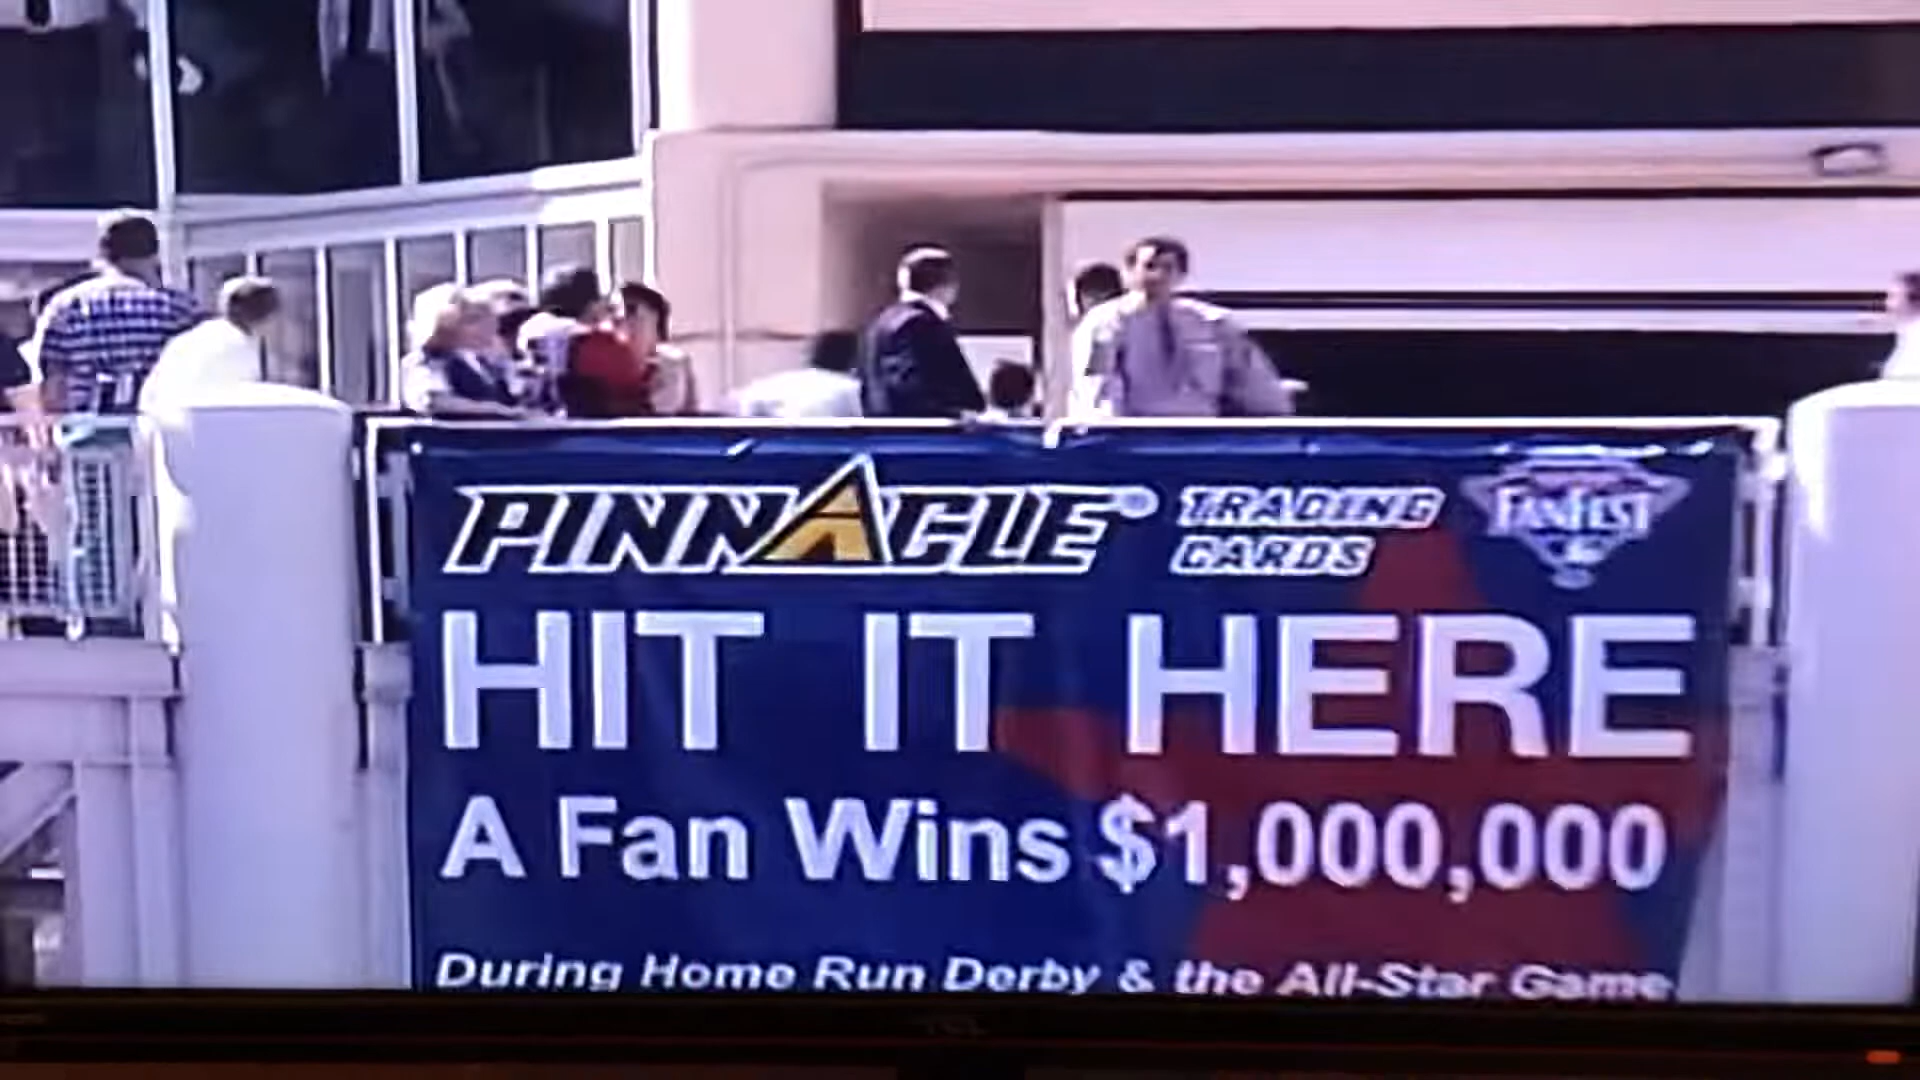 PINNACLE® TRADING CARDS
FANFEST
HIT IT HERE
A Fan Wins $1,000,000
During Home Run Derby & the All-Star Game